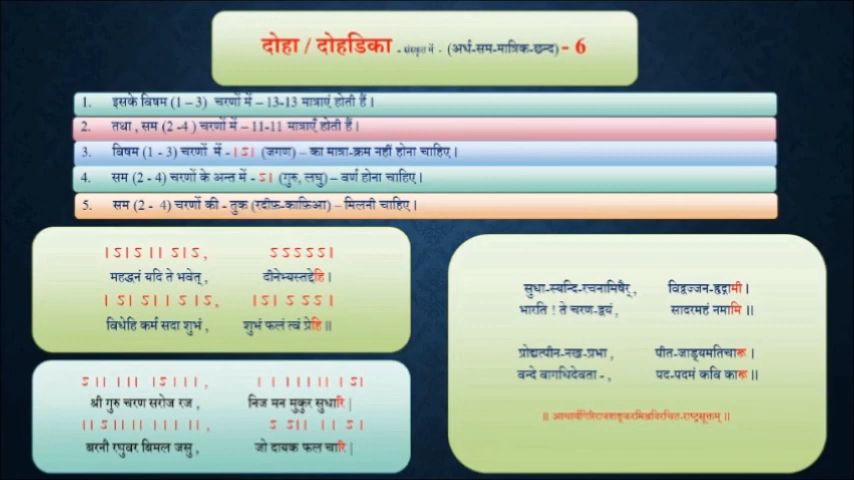 दोहा / दोहडिका - संस्कृत में - (अर्ध-सम-मात्रिक-छन्द) - 6
1. इसके विषम (1 – 3) चरणों में – 13-13 मात्राएं होती हैं ।
2. तथा , सम (2 -4 ) चरणों में – 11-11 मात्राएँ होती हैं ।
3. विषम (1 - 3) चरणों में - । ऽ । (जगण) – का मात्रा-क्रम नहीं होना चाहिए ।
4. सम (2 - 4) चरणों के अन्त में - ऽ । (गुरु, लघु) – वर्ण होना चाहिए ।
5. सम (2 - 4) चरणों की - तुक (रदीफ़-काफ़िआ) – मिलनी चाहिए ।
। ऽ । ऽ । । ऽ । ऽ , ऽ ऽ ऽ ऽ ऽ ।
महद्धनं यदि ते भवेत् , दीनेभ्यस्तद्देहि ।
। ऽ । ऽ । । ऽ । ऽ , । ऽ । ऽ ऽ ऽ ।
विधेहि कर्म सदा शुभं , शुभं फलं त्वं प्रेहि ॥
ऽ । । । । । । ऽ । । । , । । । । । । । । ऽ ।
श्री गुरु चरण सरोज रज , निज मन मुकुर सुधारि |
। । ऽ । । । । । । । । , ऽ ऽ । । । । ऽ ।
बरनौ रघुवर बिमल जसु , जो दायक फल चारि |
सुधा-स्यन्दि-रचनामिषैर् , विद्वज्जन-हृद्गामी ।
भारति ! ते चरण-द्वयं , सादरमहं नमामि ॥
प्रोद्यत्पीन-नख-प्रभा , पीत-जाड्यमतिचारू ।
वन्दे वागधिदेवता - , पद-पदमं कवि कारू ॥